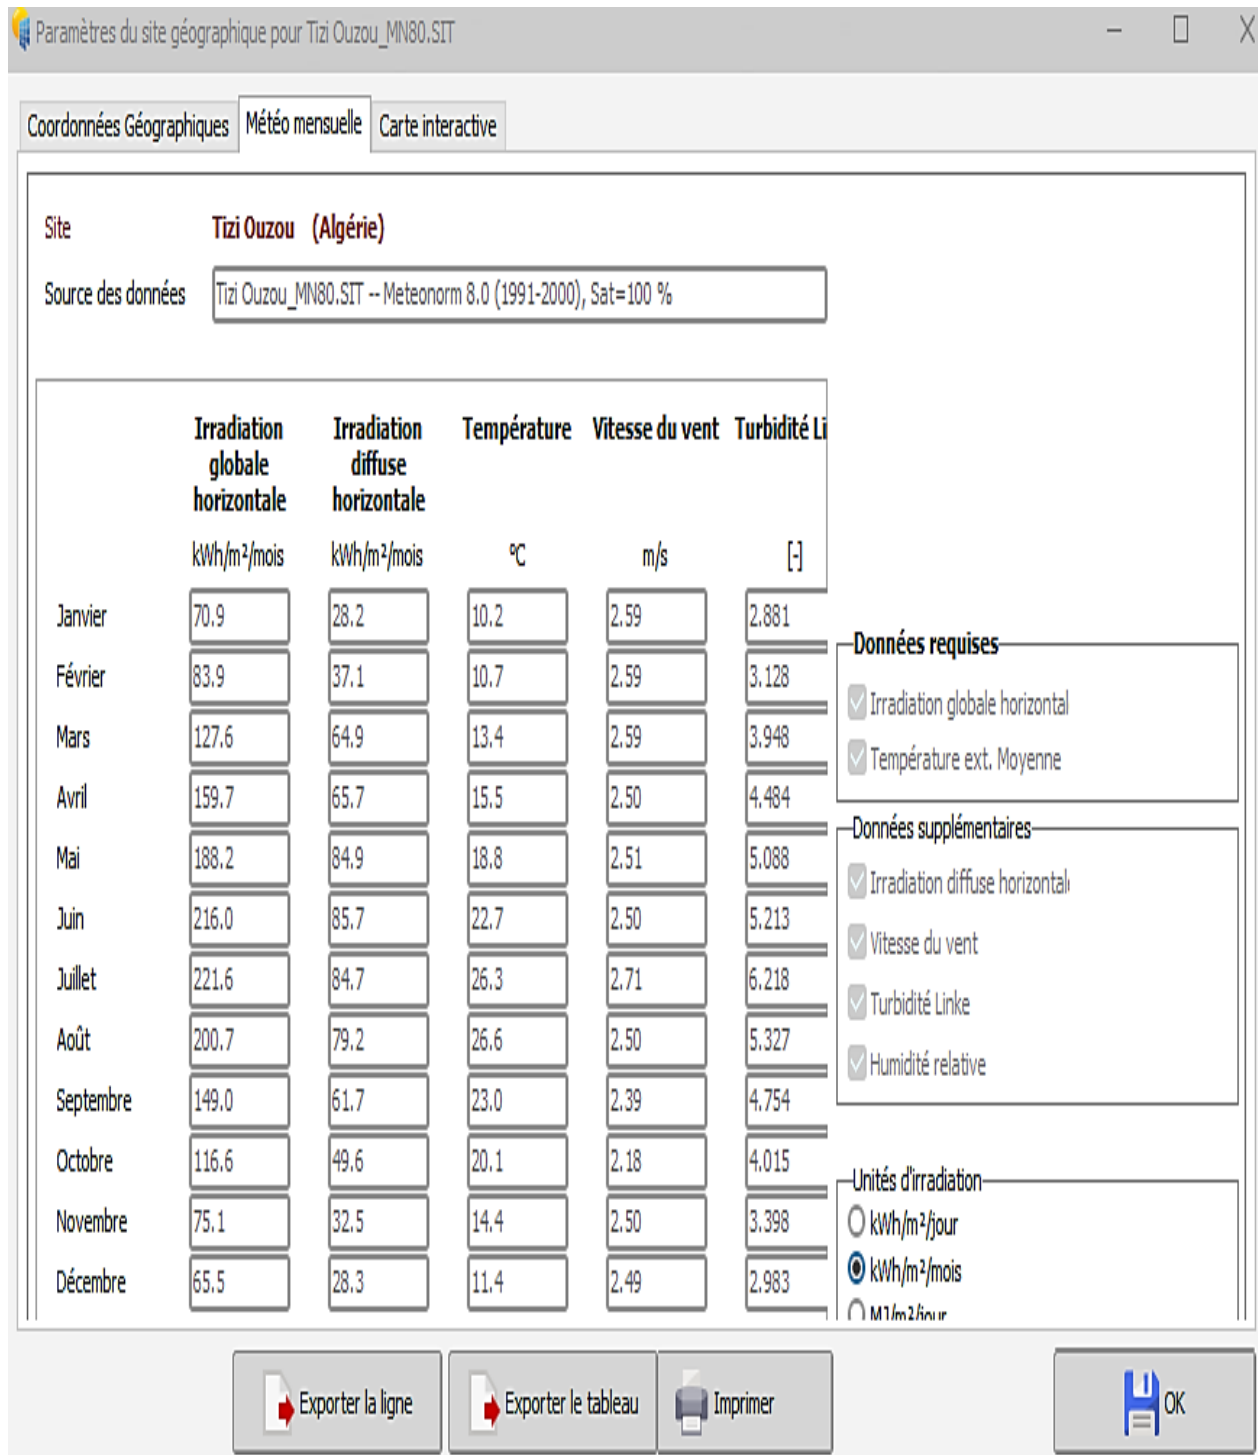 Paramètres du site géographique pour Tizi Ouzou_MN80.SIT
Coordonnées Géographiques Météo mensuelle Carte interactive
Site Tizi Ouzou (Algérie)
Source des données Tizi Ouzou_MN80.SIT -- Meteonorm 8.0 (1991-2000), Sat=100 %
Irradiation Irradiation Température Vitesse du vent Turbidité Li
globale diffuse
horizontale horizontale
kWh/m²/mois kWh/m²/mois °C m/s [-]
Janvier 70.9 28.2 10.2 2.59 2.881
Février 83.9 37.1 10.7 2.59 3.128
Mars 127.6 64.9 13.4 2.59 3.948
Avril 159.7 65.7 15.5 2.50 4.484
Mai 188.2 84.9 18.8 2.51 5.088
Juin 216.0 85.7 22.7 2.50 5.213
Juillet 221.6 84.7 26.3 2.71 6.218
Août 200.7 79.2 26.6 2.50 5.327
Septembre 149.0 61.7 23.0 2.39 4.754
Octobre 116.6 49.6 20.1 2.18 4.015
Novembre 75.1 32.5 14.4 2.50 3.398
Décembre 65.5 28.3 11.4 2.49 2.983
Données requises
Irradiation globale horizontal
Température ext. Moyenne
Données supplémentaires
Irradiation diffuse horizontal
Vitesse du vent
Turbidité Linke
Humidité relative
Unités d'irradiation
kWh/m²/jour
kWh/m²/mois
MJ/m²/jour
Exporter la ligne Exporter le tableau Imprimer OK